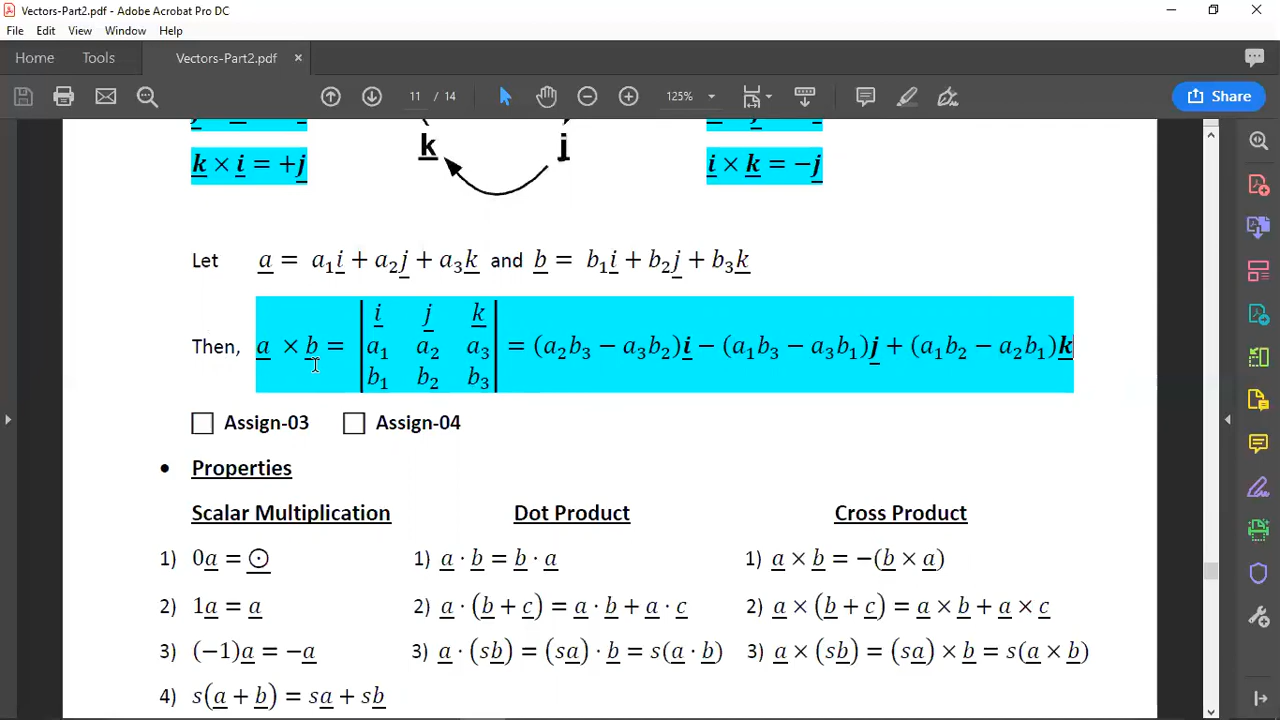 Vectors-Part2.pdf - Adobe Acrobat Pro DC
File Edit View Window Help
Home Tools Vectors-Part2.pdf ×
11 / 14 125% Share
k j
k × i = +j i × k = −j
Let a = a₁i + a₂j + a₃k and b = b₁i + b₂j + b₃k
i j k
Then, a × b = a₁ a₂ a₃ = (a₂b₃ − a₃b₂)i − (a₁b₃ − a₃b₁)j + (a₁b₂ − a₂b₁)k
b₁ b₂ b₃
Assign-03 Assign-04
• Properties
Scalar Multiplication Dot Product Cross Product
1) 0a = ⊙ 1) a · b = b · a 1) a × b = −(b × a)
2) 1a = a 2) a · (b + c) = a · b + a · c 2) a × (b + c) = a × b + a × c
3) (−1)a = −a 3) a · (sb) = (sa) · b = s(a · b) 3) a × (sb) = (sa) × b = s(a × b)
4) s(a + b) = sa + sb